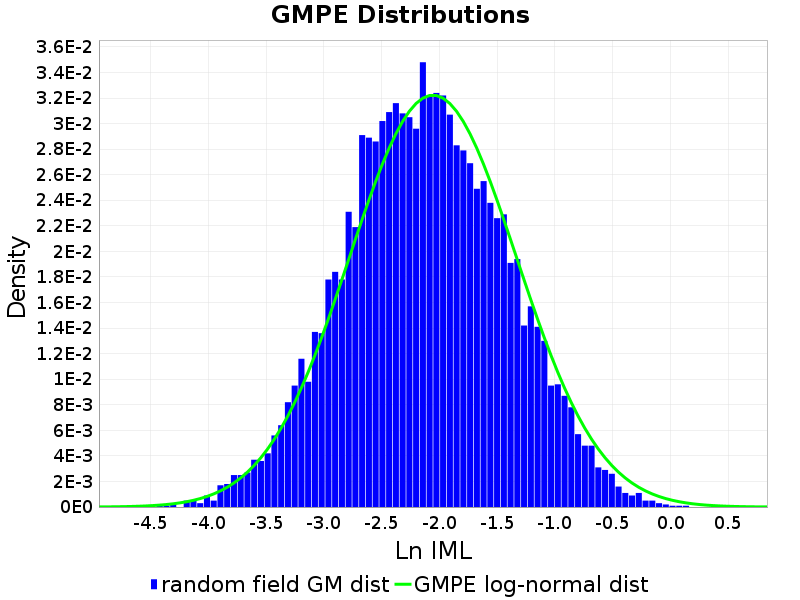 GMPE Distributions
Density
3.6E-2
3.4E-2
3.2E-2
3E-2
2.8E-2
2.6E-2
2.4E-2
2.2E-2
2E-2
1.8E-2
1.6E-2
1.4E-2
1.2E-2
1E-2
8E-3
6E-3
4E-3
2E-3
0E0
-4.5 -4.0 -3.5 -3.0 -2.5 -2.0 -1.5 -1.0 -0.5 0.0 0.5
Ln IML
random field GM dist GMPE log-normal dist